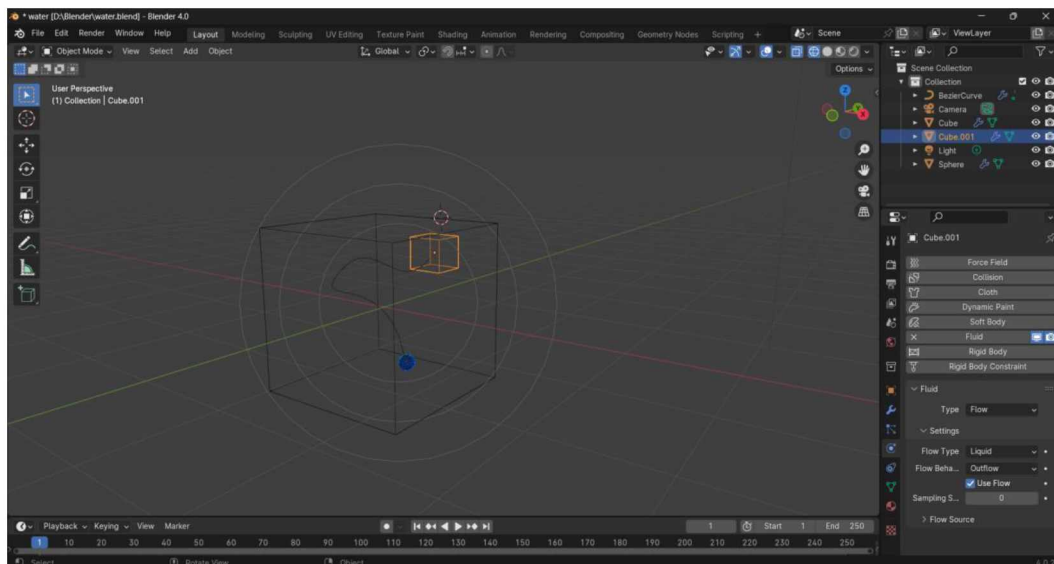 * water [D:\Blender\water.blend] - Blender 4.0
File Edit Render Window Help Layout Modeling Sculpting UV Editing Texture Paint Shading Animation Rendering Compositing Geometry Nodes Scripting + Scene ViewLayer
Object Mode View Select Add Object Global
Options
User Perspective
(1) Collection | Cube.001
Z
Scene Collection
Collection
BezierCurve
Camera
Cube
Cube.001
Light
Sphere
Cube.001
Force Field
Collision
Cloth
Dynamic Paint
Soft Body
Fluid
Rigid Body
Rigid Body Constraint
Fluid
Type Flow
Settings
Flow Type Liquid
Flow Beha... Outflow
Use Flow
Sampling S... 0
Flow Source
Playback Keying View Marker 1 Start 1 End 250
1 10 20 30 40 50 60 70 80 90 100 110 120 130 140 150 160 170 180 190 200 210 220 230 240 250
Select Rotate View Object